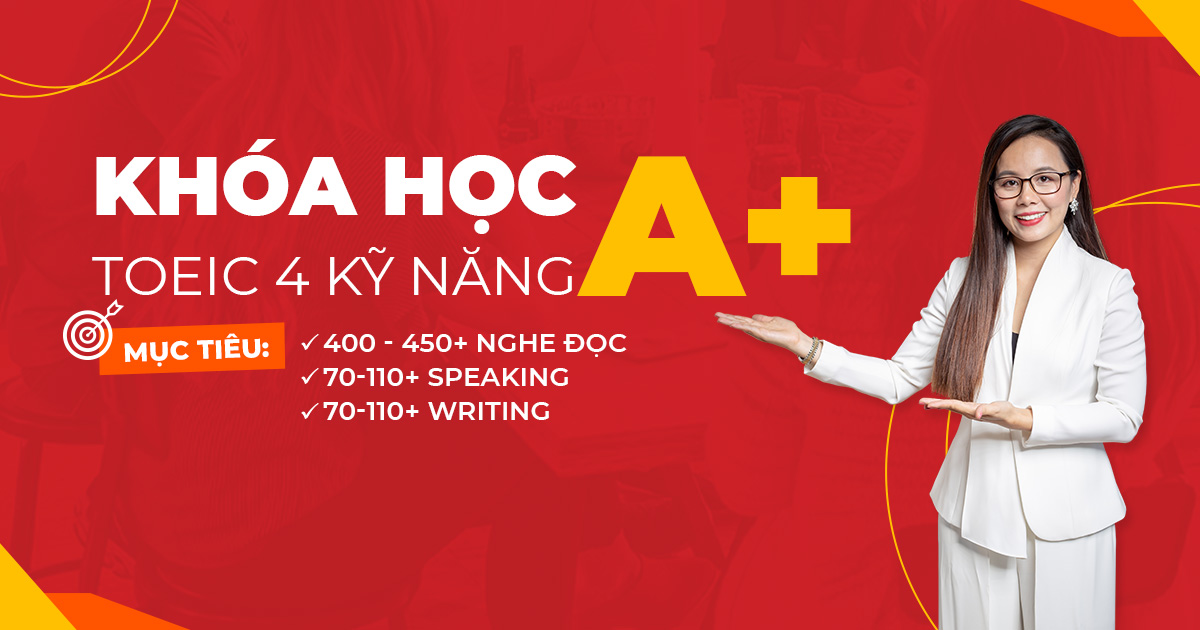 KHÓA HỌC A+
TOEIC 4 KỸ NĂNG
MỤC TIÊU:
✓ 400 - 450+ NGHE ĐỌC
✓ 70-110+ SPEAKING
✓ 70-110+ WRITING